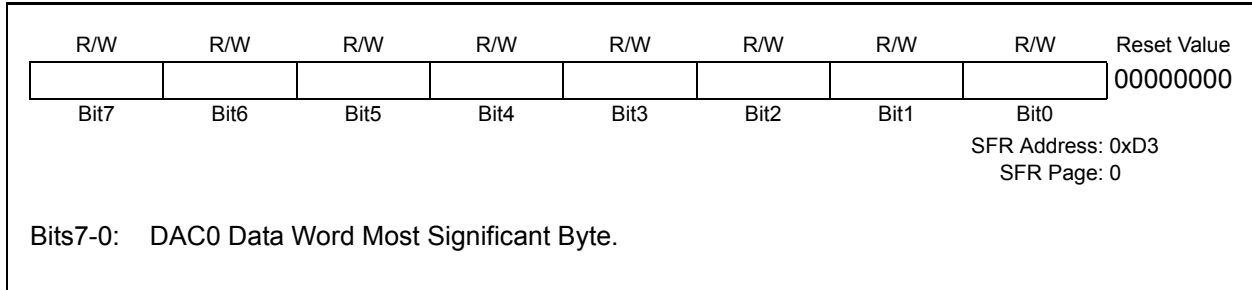 R/W R/W R/W R/W R/W R/W R/W R/W Reset Value
00000000
Bit7 Bit6 Bit5 Bit4 Bit3 Bit2 Bit1 Bit0
SFR Address: 0xD3
SFR Page: 0
Bits7-0: DAC0 Data Word Most Significant Byte.